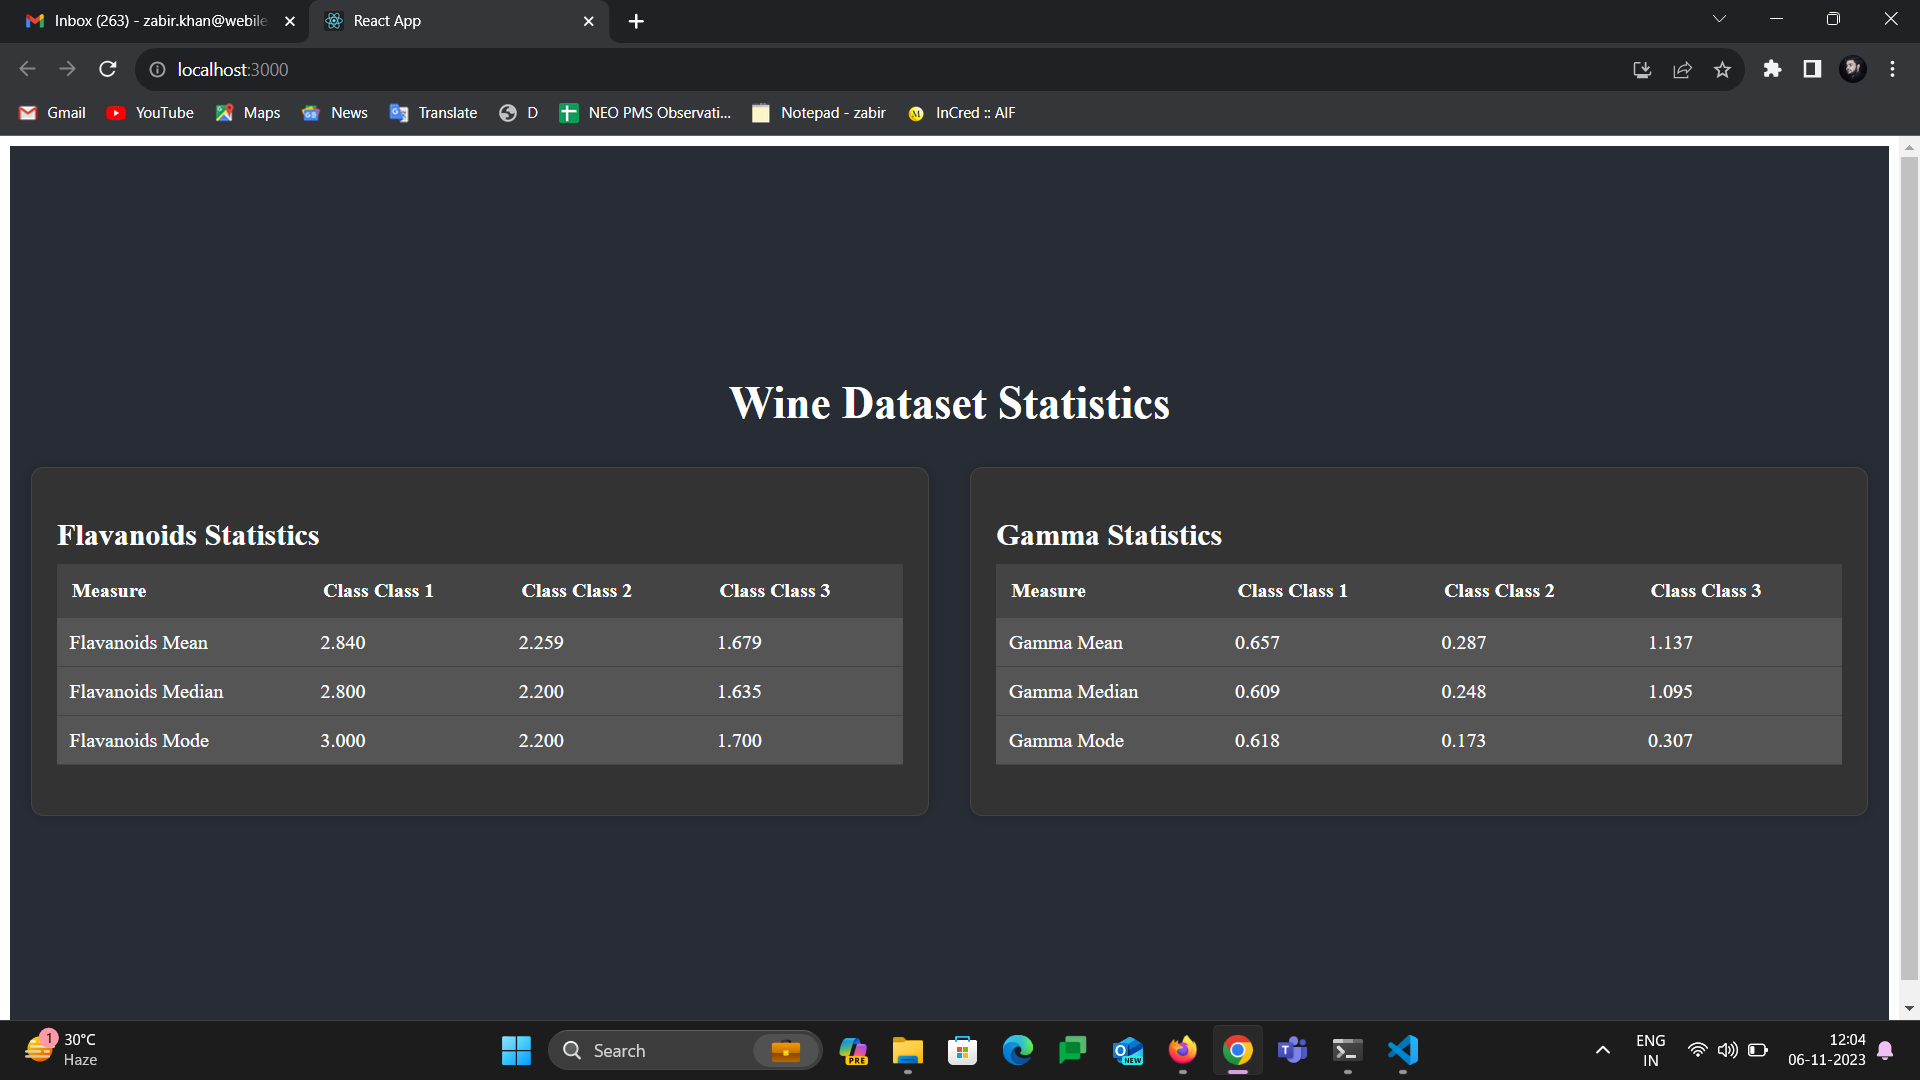 Inbox (263) - zabir.khan@webile
React App
localhost:3000
Gmail YouTube Maps News Translate D NEO PMS Observati... Notepad - zabir InCred :: AIF
Wine Dataset Statistics
Flavanoids Statistics
Measure Class Class 1 Class Class 2 Class Class 3
Flavanoids Mean 2.840 2.259 1.679
Flavanoids Median 2.800 2.200 1.635
Flavanoids Mode 3.000 2.200 1.700
Gamma Statistics
Measure Class Class 1 Class Class 2 Class Class 3
Gamma Mean 0.657 0.287 1.137
Gamma Median 0.609 0.248 1.095
Gamma Mode 0.618 0.173 0.307
1
30°C
Haze
Search
PRE
NEW
ENG
IN
12:04
06-11-2023